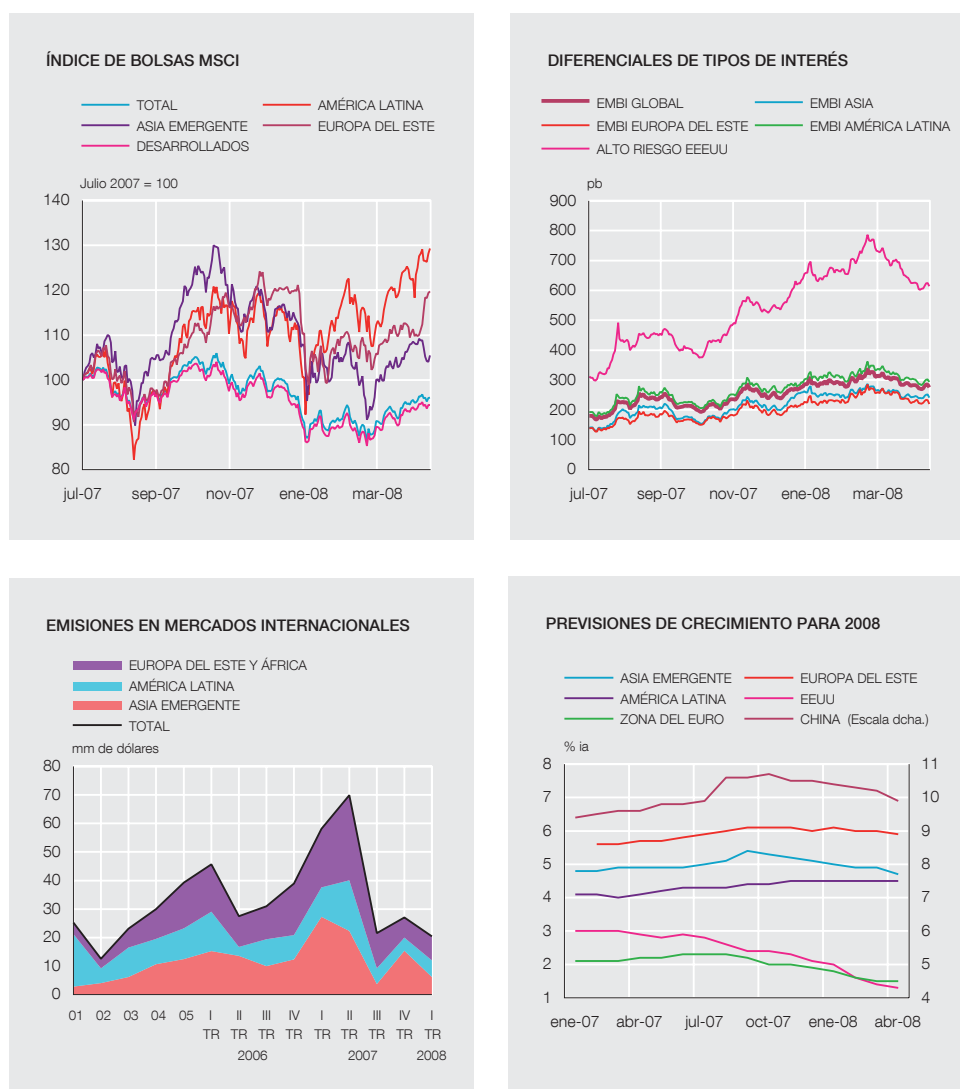 ÍNDICE DE BOLSAS MSCI
TOTAL
AMÉRICA LATINA
ASIA EMERGENTE
EUROPA DEL ESTE
DESARROLLADOS
Julio 2007 = 100
140
130
120
110
100
90
80
jul-07 sep-07 nov-07 ene-08 mar-08
DIFERENCIALES DE TIPOS DE INTERÉS
EMBI GLOBAL
EMBI ASIA
EMBI EUROPA DEL ESTE
EMBI AMÉRICA LATINA
ALTO RIESGO EEEUU
pb
900
800
700
600
500
400
300
200
100
0
jul-07 sep-07 nov-07 ene-08 mar-08
EMISIONES EN MERCADOS INTERNACIONALES
EUROPA DEL ESTE Y ÁFRICA
AMÉRICA LATINA
ASIA EMERGENTE
TOTAL
mm de dólares
80
70
60
50
40
30
20
10
0
01 02 03 04 05 I II III IV I II III IV I
TR TR TR TR TR TR TR TR TR
2006 2007 2008
PREVISIONES DE CRECIMIENTO PARA 2008
ASIA EMERGENTE
EUROPA DEL ESTE
AMÉRICA LATINA
EEUU
ZONA DEL EURO
CHINA (Escala dcha.)
% ia
8 11
7 10
6 9
5 8
4 7
3 6
2 5
1 4
ene-07 abr-07 jul-07 oct-07 ene-08 abr-08